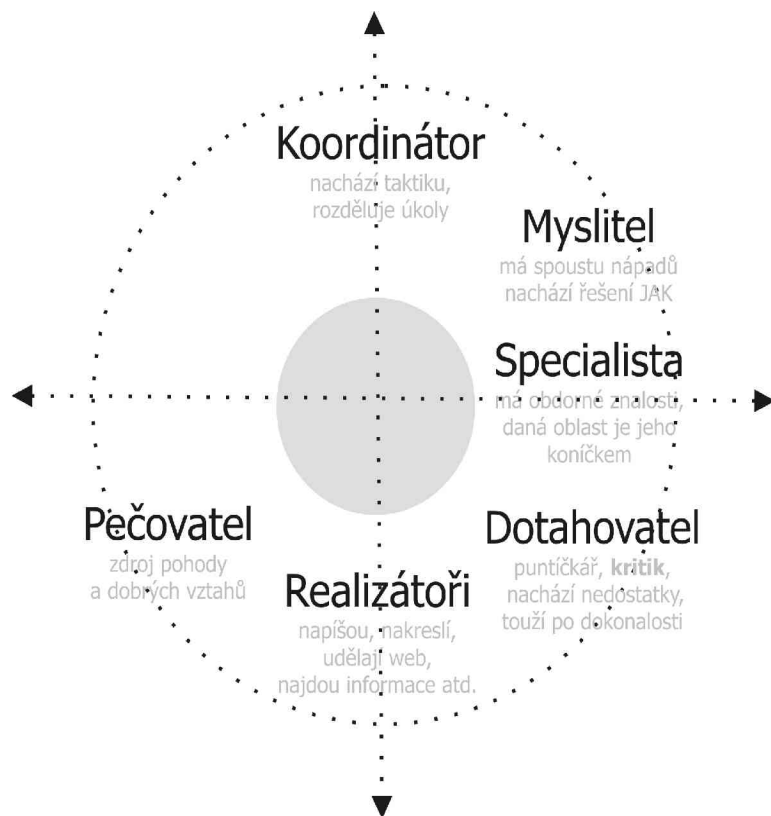 Koordinátor
nachází taktiku,
rozděluje úkoly
Myslitel
má spoustu nápadů
nachází řešení JAK
Specialista
má obdorné znalosti,
daná oblast je jeho
koníčkem
Pečovatel
zdroj pohody
a dobrých vztahů
Dotahovatel
puntíčkář, kritik,
nachází nedostatky,
touží po dokonalosti
Realizátoři
napíšou, nakreslí,
udělají web,
najdou informace atd.